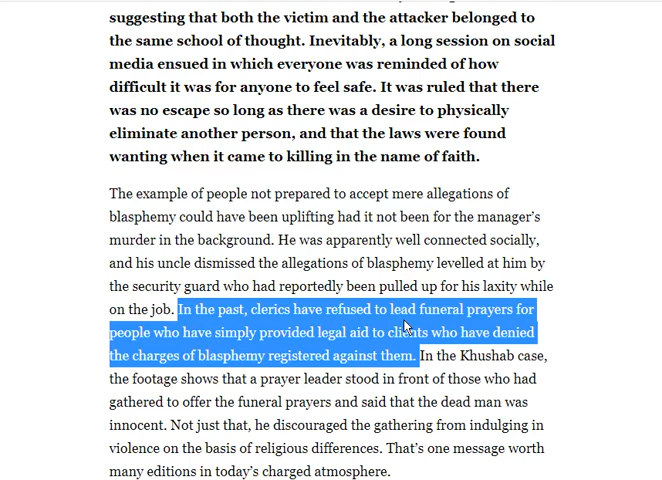 suggesting that both the victim and the attacker belonged to
the same school of thought. Inevitably, a long session on social
media ensued in which everyone was reminded of how
difficult it was for anyone to feel safe. It was ruled that there
was no escape so long as there was a desire to physically
eliminate another person, and that the laws were found
wanting when it came to killing in the name of faith.
The example of people not prepared to accept mere allegations of
blasphemy could have been uplifting had it not been for the manager’s
murder in the background. He was apparently well connected socially,
and his uncle dismissed the allegations of blasphemy levelled at him by
the security guard who had reportedly been pulled up for his laxity while
on the job. In the past, clerics have refused to lead funeral prayers for
people who have simply provided legal aid to clients who have denied
the charges of blasphemy registered against them. In the Khushab case,
the footage shows that a prayer leader stood in front of those who had
gathered to offer the funeral prayers and said that the dead man was
innocent. Not just that, he discouraged the gathering from indulging in
violence on the basis of religious differences. That’s one message worth
many editions in today’s charged atmosphere.